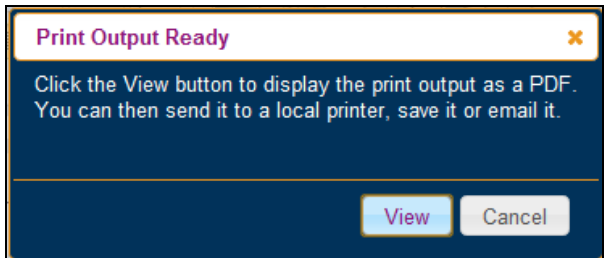 Print Output Ready
Click the View button to display the print output as a PDF.
You can then send it to a local printer, save it or email it.
View Cancel